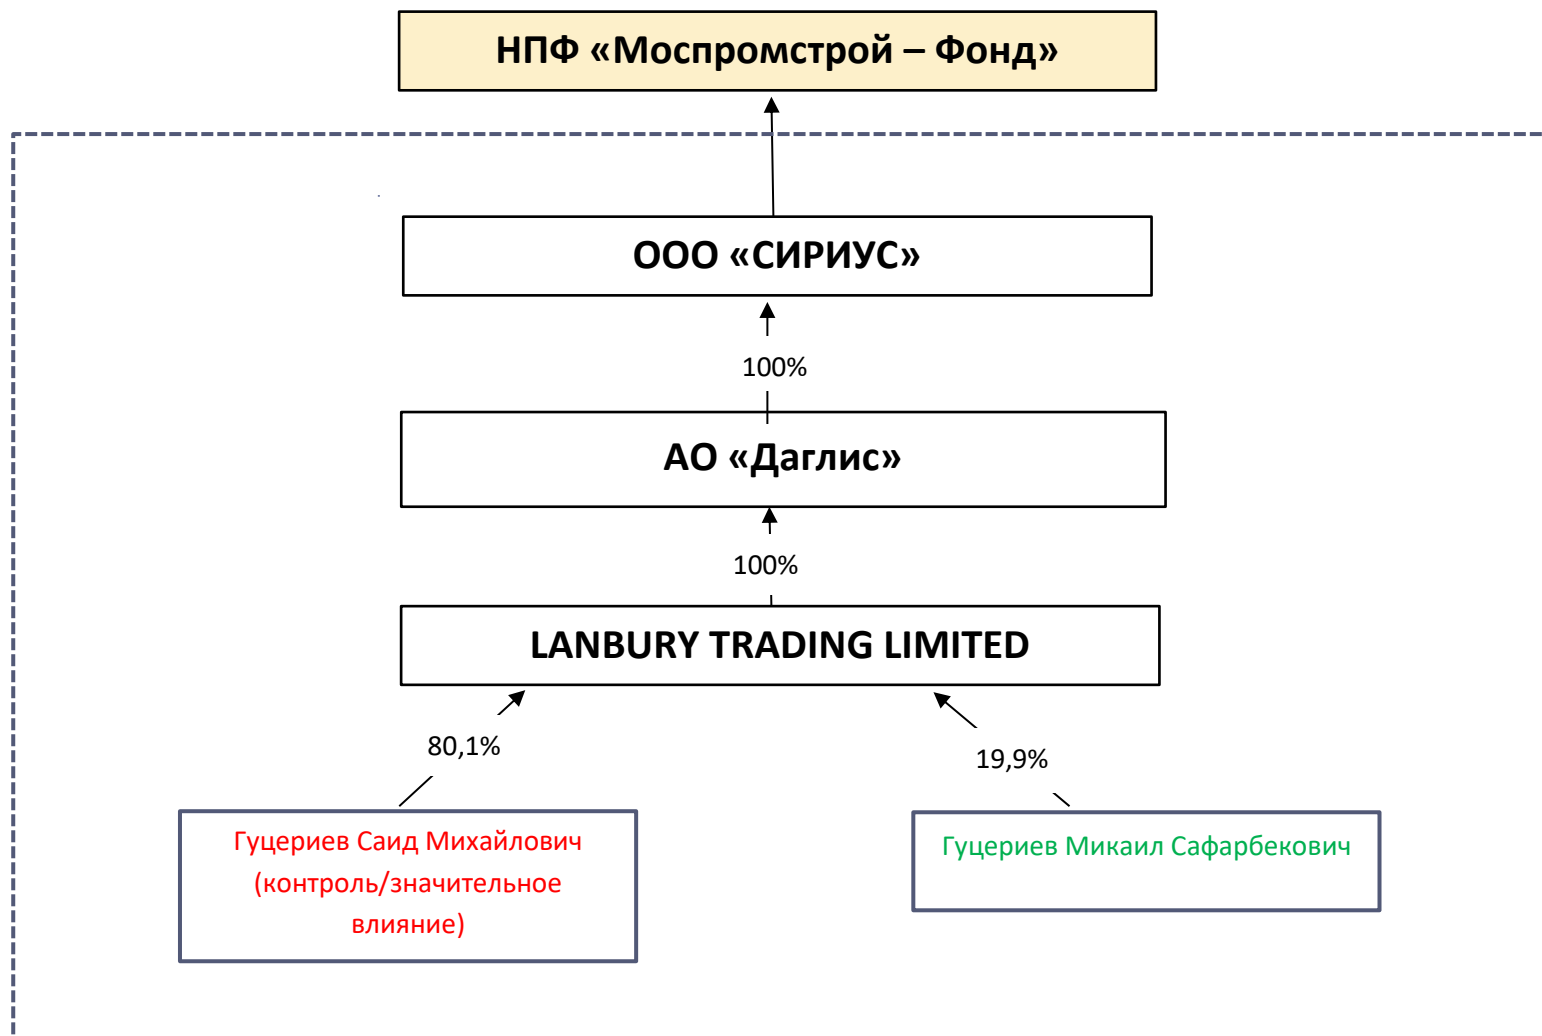 НПФ «Моспромстрой – Фонд»
ООО «СИРИУС»
100%
АО «Даглис»
100%
LANBURY TRADING LIMITED
80,1%
19,9%
Гуцериев Саид Михайлович
(контроль/значительное
влияние)
Гуцериев Микаил Сафарбекович